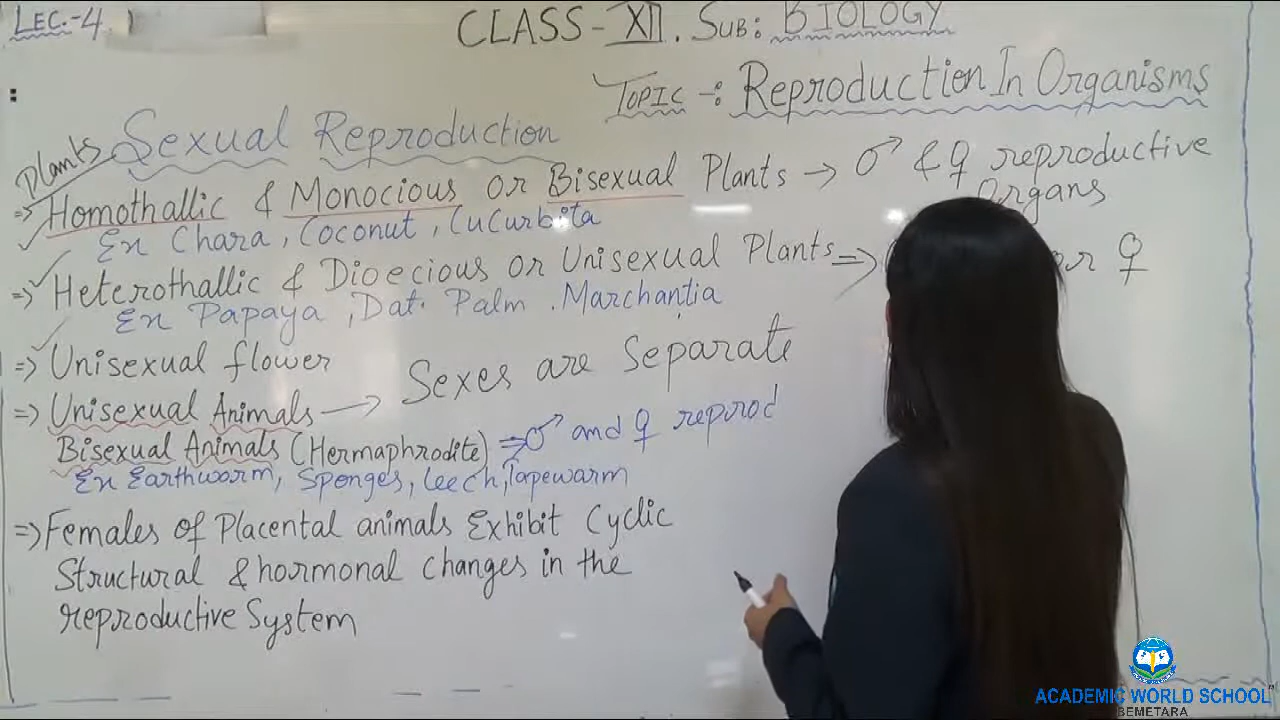 LEC.-4
CLASS-XII. SUB: BIOLOGY
TOPIC -: Reproduction In Organisms
Plants Sexual Reproduction
=> Homothallic & Monocious or Bisexual Plants → ♂ & ♀ reproductive
Organs
Ex Chara, Coconut, Cucurbita
=> Heterothallic & Dioecious or Unisexual Plants => or ♀
Ex Papaya, Dat. Palm. Marchantia
=> Unisexual flower
=> Unisexual Animals → Sexes are Separate
Bisexual Animals (Hermaphrodite) => ♂ and ♀ reprod
Ex Earthworm, Sponges, Leech, Tapewarm
=> Females of Placental animals Exhibit Cyclic
Structural & hormonal changes in the
reproductive System
ACADEMIC WORLD SCHOOL"
BEMETARA